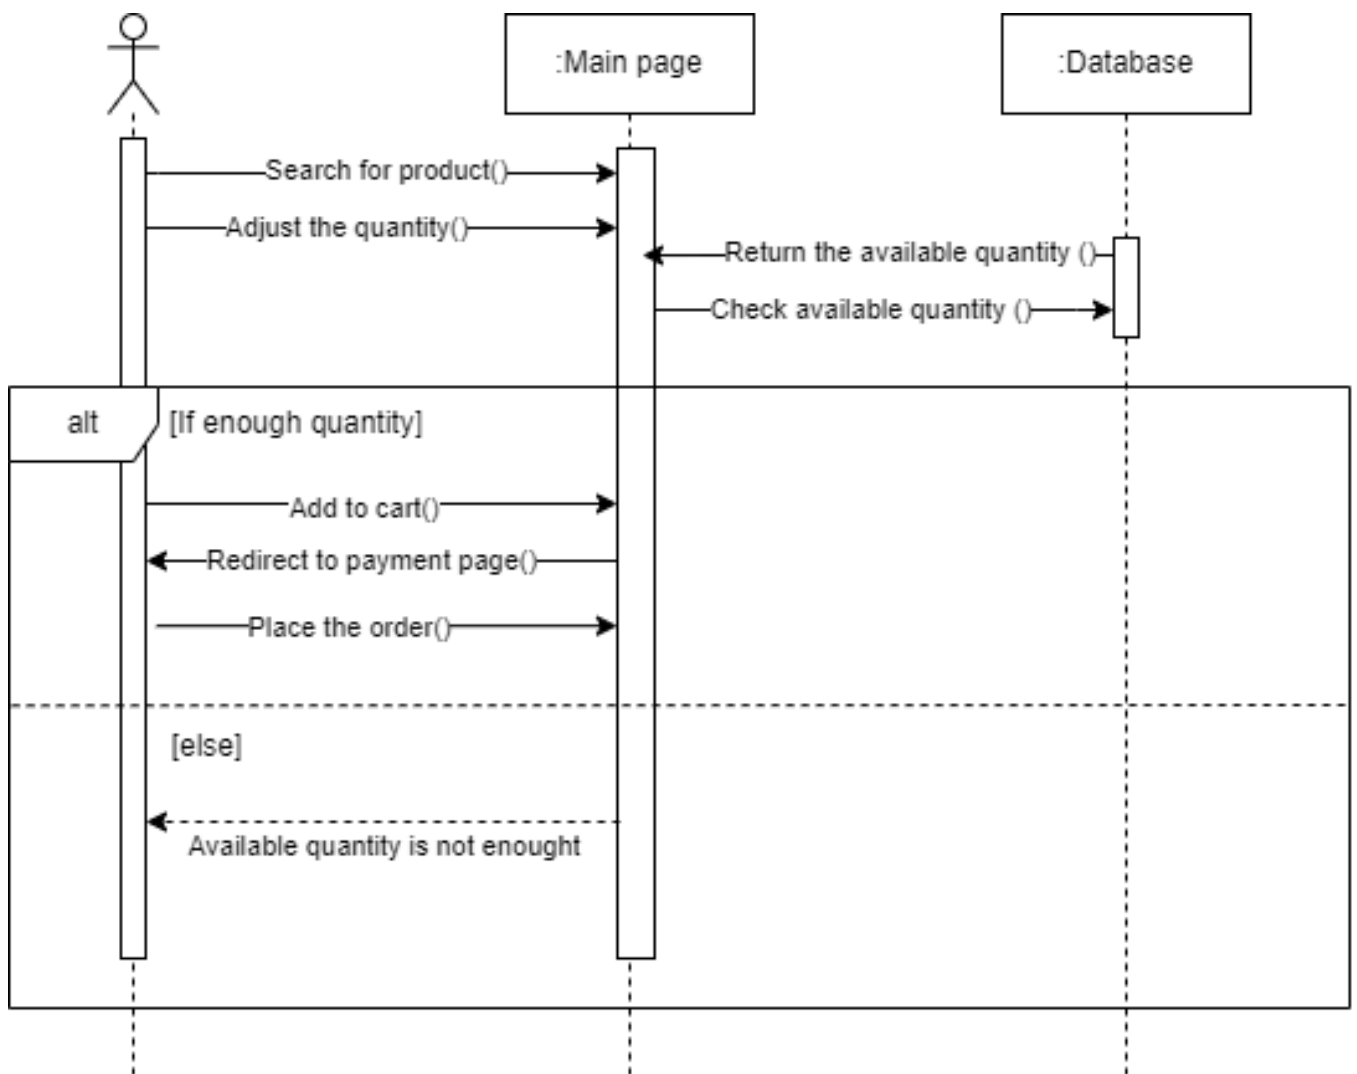 :Main page
:Database
Search for product()
Adjust the quantity()
Return the available quantity ()
Check available quantity ()
alt
[If enough quantity]
Add to cart()
Redirect to payment page()
Place the order()
[else]
Available quantity is not enought